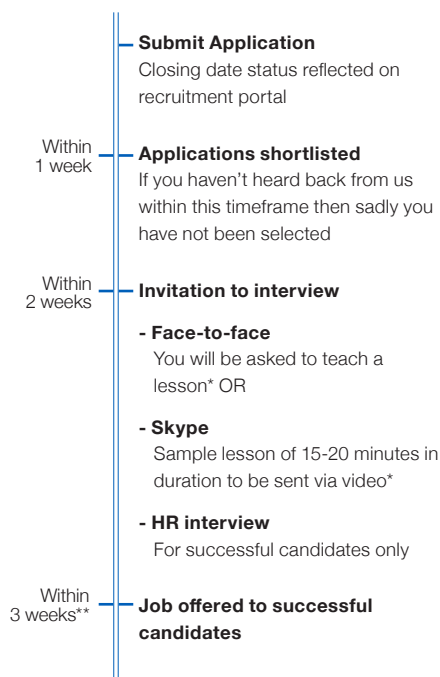 Submit Application
Closing date status reflected on
recruitment portal
Within
1 week
Applications shortlisted
If you haven't heard back from us
within this timeframe then sadly you
have not been selected
Within
2 weeks
Invitation to interview
- Face-to-face
You will be asked to teach a
lesson* OR
- Skype
Sample lesson of 15-20 minutes in
duration to be sent via video*
- HR interview
For successful candidates only
Within
3 weeks**
Job offered to successful
candidates